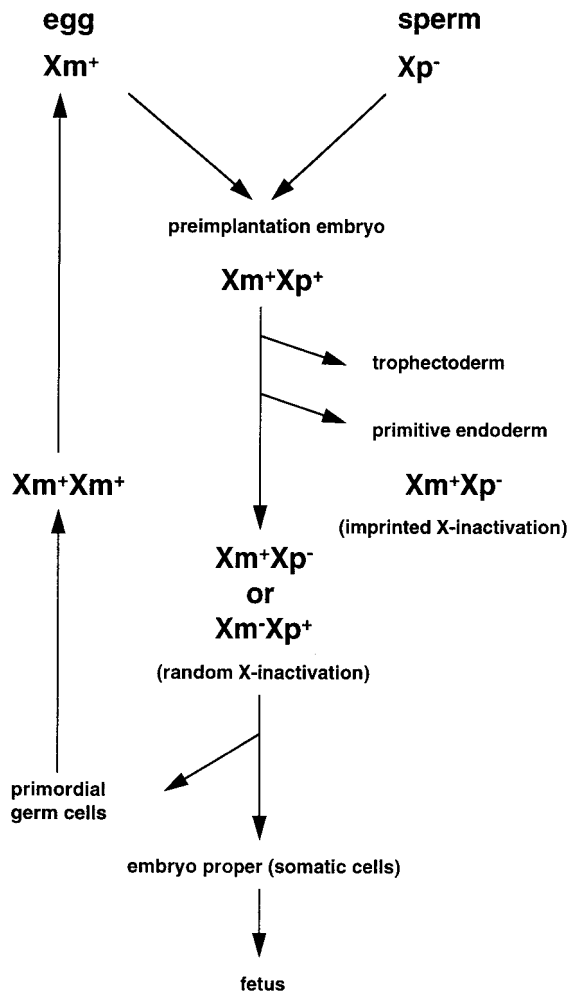 egg
sperm
Xm⁺
Xp⁻
preimplantation embryo
Xm⁺Xp⁺
trophectoderm
primitive endoderm
Xm⁺Xm⁺
Xm⁺Xp⁻
(imprinted X-inactivation)
Xm⁺Xp⁻
or
Xm⁻Xp⁺
(random X-inactivation)
primordial
germ cells
embryo proper (somatic cells)
fetus